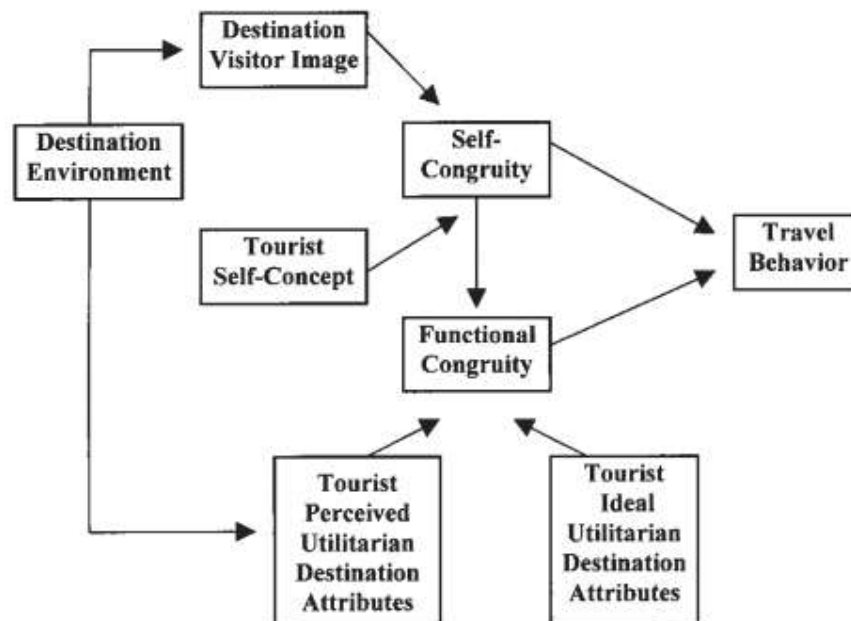 Destination
Visitor Image
Destination
Environment
Self-
Congruity
Tourist
Self-Concept
Travel
Behavior
Functional
Congruity
Tourist
Perceived
Utilitarian
Destination
Attributes
Tourist
Ideal
Utilitarian
Destination
Attributes